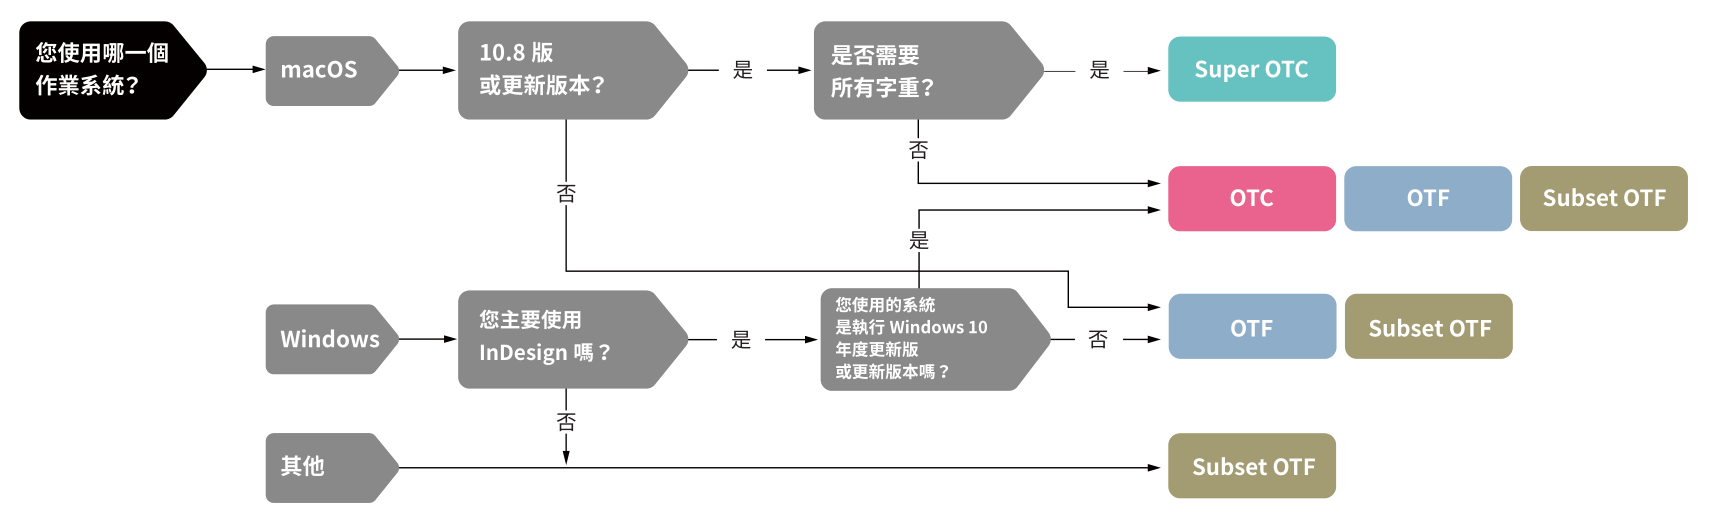 您使用哪一個
作業系統？
macOS
10.8 版
或更新版本？
是
是否需要
所有字重？
是
Super OTC
否
否
OTC
OTF
Subset OTF
是
Windows
您主要使用
InDesign 嗎？
是
您使用的系統
是執行 Windows 10
年度更新版
或更新版本嗎？
否
OTF
Subset OTF
否
其他
Subset OTF